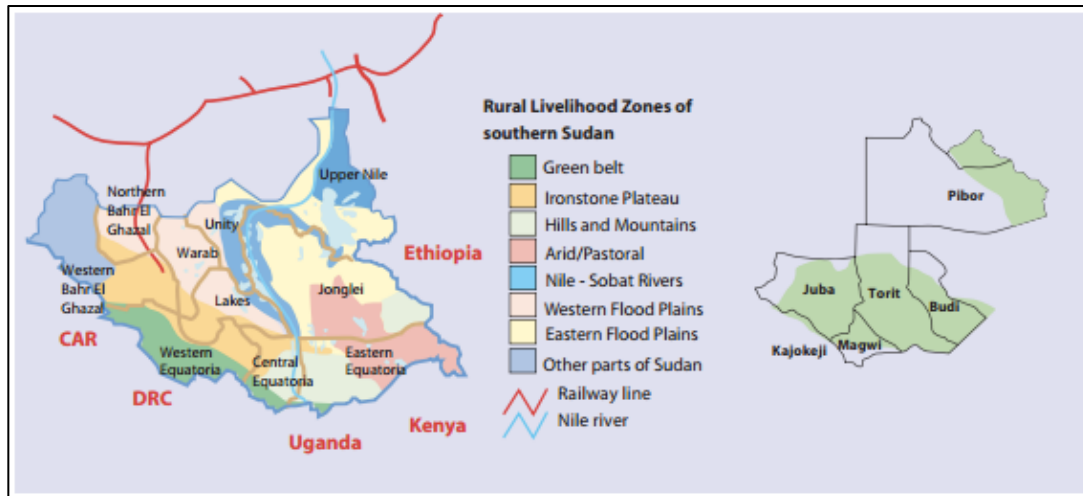 Northern
Bahr El
Ghazal
Upper Nile
Unity
Warab
Ethiopia
Western
Bahr El
Ghazal
Lakes
Jonglei
CAR
Western
Equatoria
Central
Equatoria
Eastern
Equatoria
DRC
Kenya
Uganda
Rural Livelihood Zones of
southern Sudan
Green belt
Ironstone Plateau
Hills and Mountains
Arid/Pastoral
Nile - Sobat Rivers
Western Flood Plains
Eastern Flood Plains
Other parts of Sudan
Railway line
Nile river
Pibor
Juba
Torit
Budi
Kajokeji
Magwi